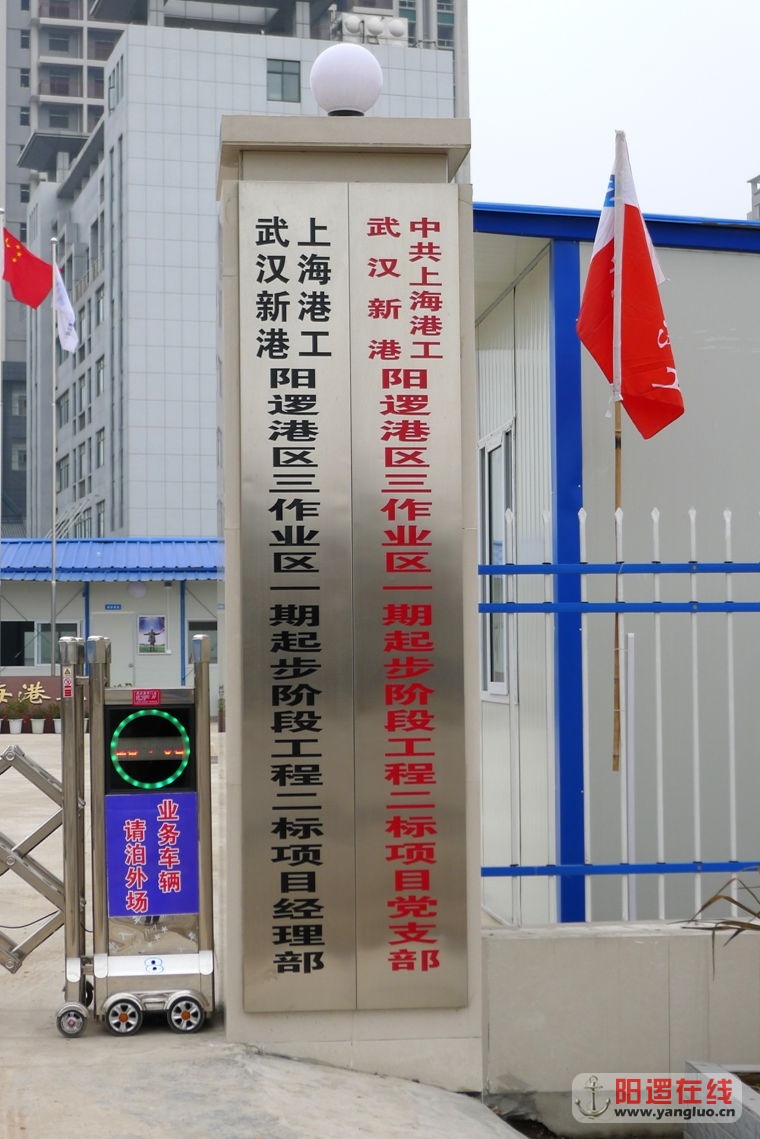 上海港工
武汉新港
阳逻港区三作业区一期起步阶段工程二标项目经理部
中共上海港工
武汉新港
阳逻港区三作业区一期起步阶段工程二标项目党支部
业务车辆
请泊外场
8
海港
阳逻在线
www.yangluo.cn